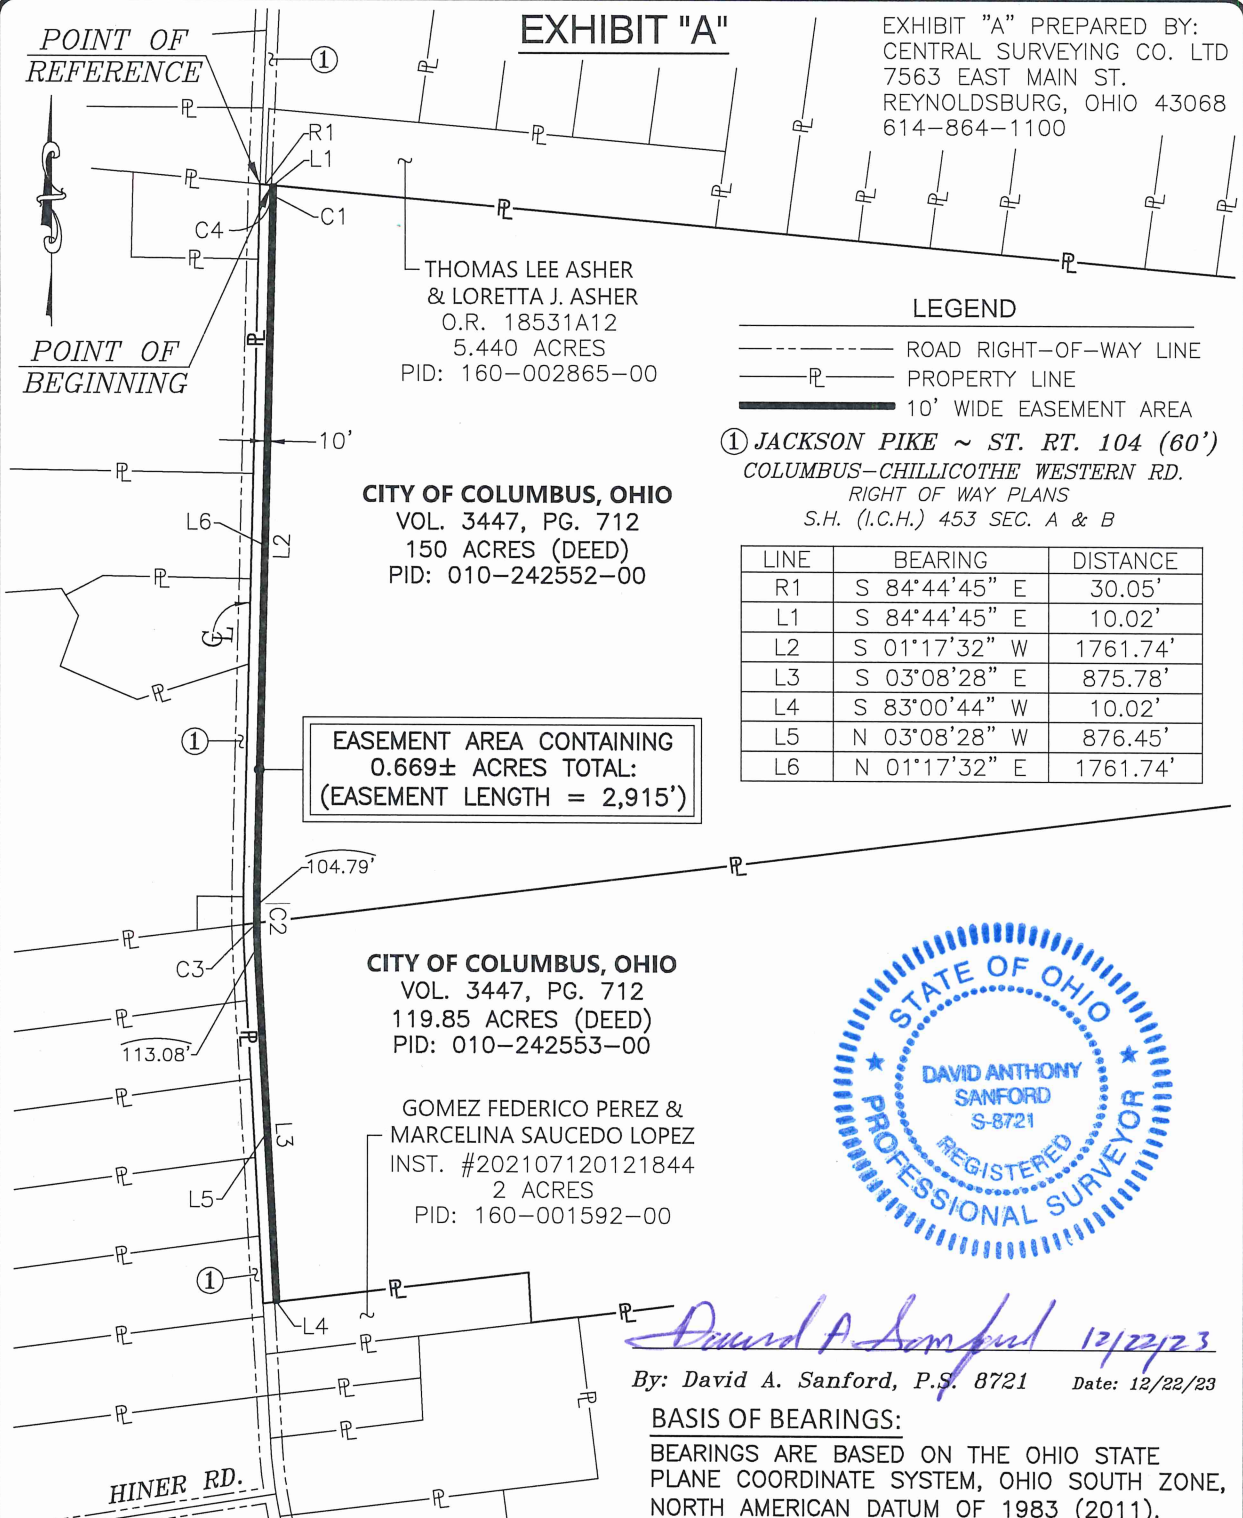 EXHIBIT "A"
EXHIBIT "A" PREPARED BY:
CENTRAL SURVEYING CO. LTD
7563 EAST MAIN ST.
REYNOLDSBURG, OHIO 43068
614-864-1100
POINT OF
REFERENCE
1
R1
L1
C1
C4
POINT OF
BEGINNING
THOMAS LEE ASHER
& LORETTA J. ASHER
O.R. 18531A12
5.440 ACRES
PID: 160-002865-00
LEGEND
ROAD RIGHT-OF-WAY LINE
PL PROPERTY LINE
10' WIDE EASEMENT AREA
① JACKSON PIKE ~ ST. RT. 104 (60')
COLUMBUS-CHILLICOTHE WESTERN RD.
RIGHT OF WAY PLANS
S.H. (I.C.H.) 453 SEC. A & B
10'
CITY OF COLUMBUS, OHIO
VOL. 3447, PG. 712
150 ACRES (DEED)
PID: 010-242552-00
L6
L2
LINE BEARING DISTANCE
R1 S 84°44'45" E 30.05'
L1 S 84°44'45" E 10.02'
L2 S 01°17'32" W 1761.74'
L3 S 03°08'28" E 875.78'
L4 S 83°00'44" W 10.02'
L5 N 03°08'28" W 876.45'
L6 N 01°17'32" E 1761.74'
1
EASEMENT AREA CONTAINING
0.669± ACRES TOTAL:
(EASEMENT LENGTH = 2,915')
104.79'
C2
C3
113.08'
CITY OF COLUMBUS, OHIO
VOL. 3447, PG. 712
119.85 ACRES (DEED)
PID: 010-242553-00
L3
L5
GOMEZ FEDERICO PEREZ &
MARCELINA SAUCEDO LOPEZ
INST. #202107120121844
2 ACRES
PID: 160-001592-00
STATE OF OHIO
DAVID ANTHONY
SANFORD
S-8721
REGISTERED
PROFESSIONAL SURVEYOR
1
L4
David A Sanford 12/22/23
By: David A. Sanford, P.S. 8721 Date: 12/22/23
BASIS OF BEARINGS:
BEARINGS ARE BASED ON THE OHIO STATE
PLANE COORDINATE SYSTEM, OHIO SOUTH ZONE,
NORTH AMERICAN DATUM OF 1983 (2011).
HINER RD.